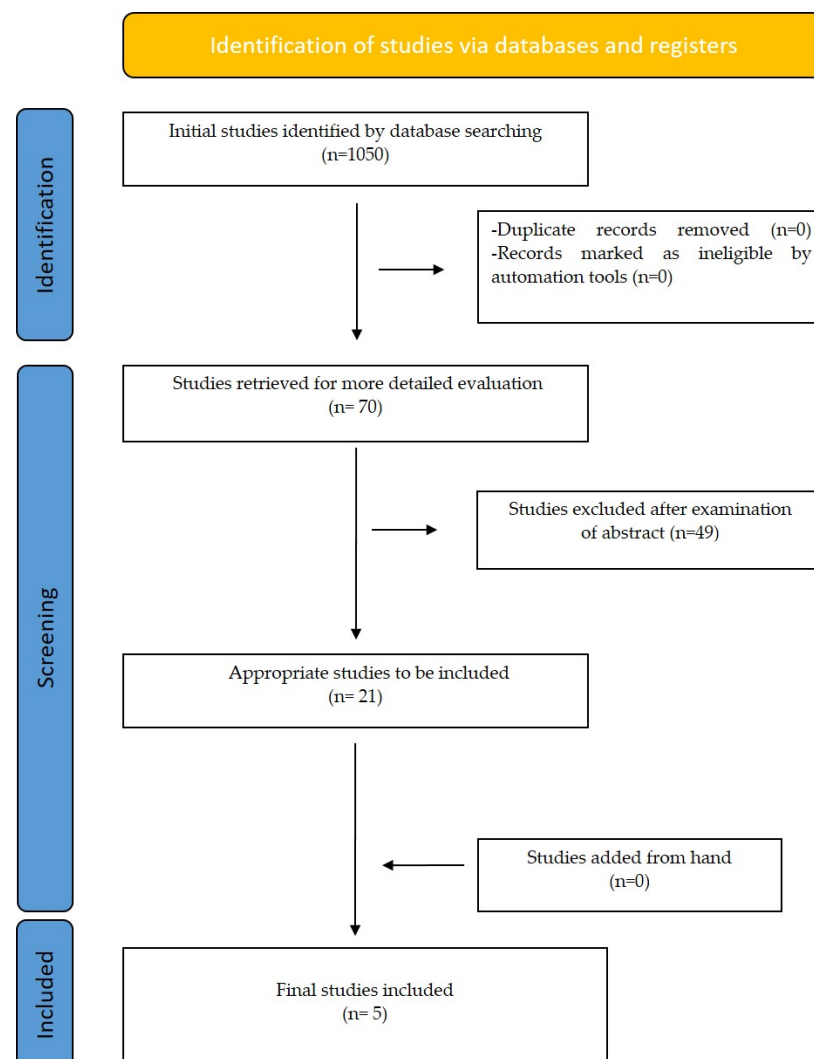 Identification of studies via databases and registers
Identification
Initial studies identified by database searching
(n=1050)
-Duplicate records removed (n=0)
-Records marked as ineligible by
automation tools (n=0)
Screening
Studies retrieved for more detailed evaluation
(n= 70)
Studies excluded after examination
of abstract (n=49)
Appropriate studies to be included
(n= 21)
Studies added from hand
(n=0)
Included
Final studies included
(n= 5)